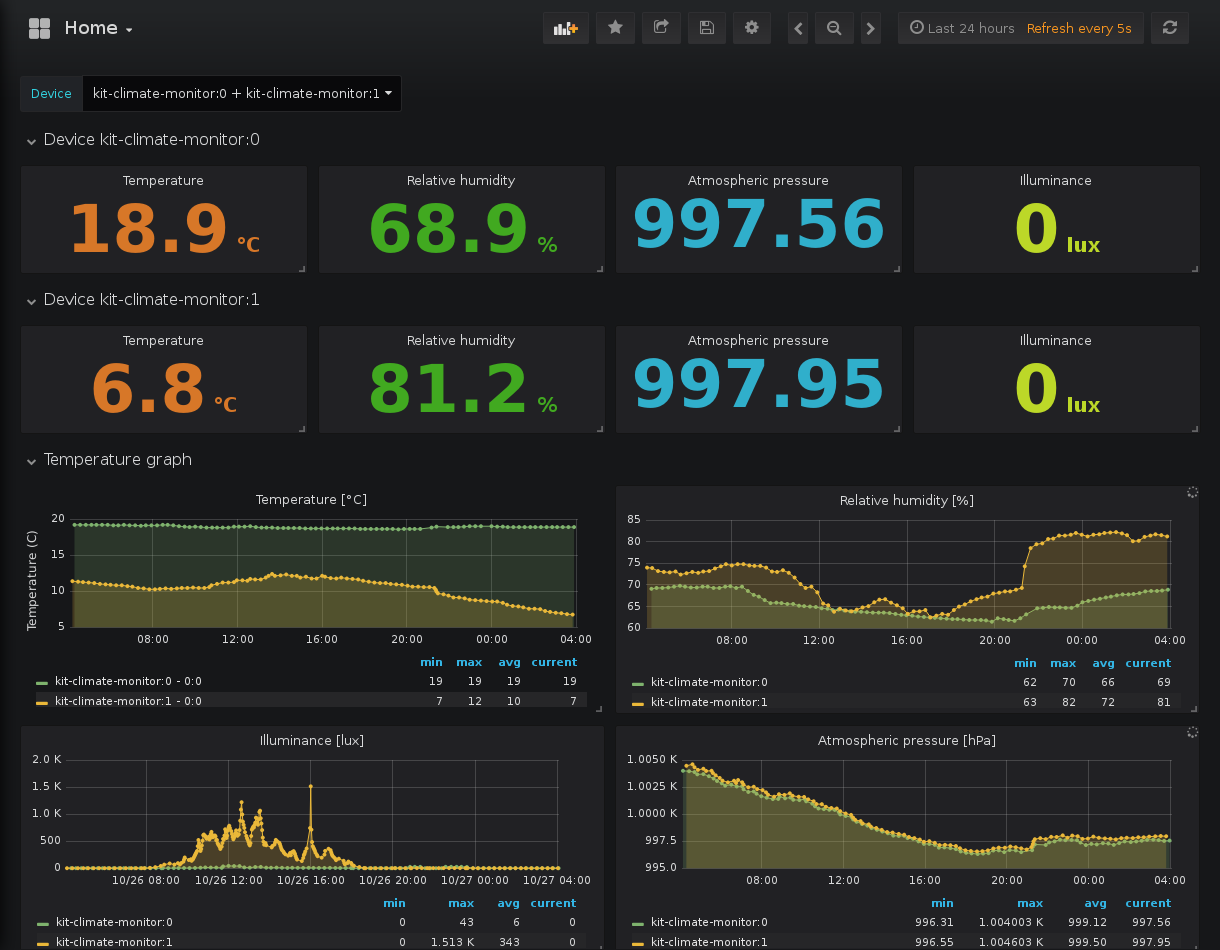 Home
Last 24 hours Refresh every 5s
Device kit-climate-monitor:0 + kit-climate-monitor:1
Device kit-climate-monitor:0
Temperature Relative humidity Atmospheric pressure Illuminance
18.9 °C 68.9 % 997.56 0 lux
Device kit-climate-monitor:1
Temperature Relative humidity Atmospheric pressure Illuminance
6.8 °C 81.2 % 997.95 0 lux
Temperature graph
Temperature [°C]
Temperature (C)
20
15
10
5
08:00 12:00 16:00 20:00 00:00 04:00
min max avg current
kit-climate-monitor:0 - 0:0 19 19 19 19
kit-climate-monitor:1 - 0:0 7 12 10 7
Relative humidity [%]
85
80
75
70
65
60
08:00 12:00 16:00 20:00 00:00 04:00
min max avg current
kit-climate-monitor:0 62 70 66 69
kit-climate-monitor:1 63 82 72 81
Illuminance [lux]
2.0 K
1.5 K
1.0 K
500
0
10/26 08:00 10/26 12:00 10/26 16:00 10/26 20:00 10/27 00:00 10/27 04:00
min max avg current
kit-climate-monitor:0 0 43 6 0
kit-climate-monitor:1 0 1.513 K 343 0
Atmospheric pressure [hPa]
1.0050 K
1.0025 K
1.0000 K
997.5
995.0
08:00 12:00 16:00 20:00 00:00 04:00
min max avg current
kit-climate-monitor:0 996.31 1.004003 K 999.12 997.56
kit-climate-monitor:1 996.55 1.004603 K 999.50 997.95